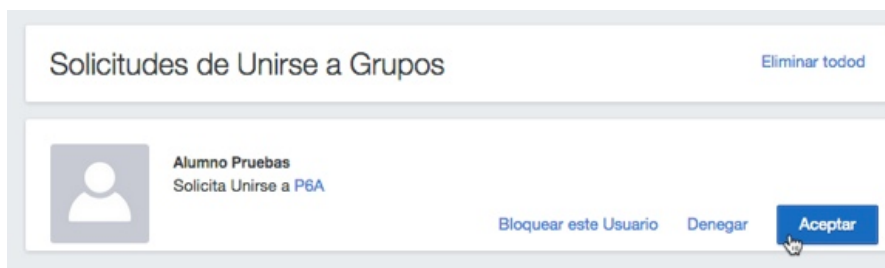 Solicitudes de Unirse a Grupos
Eliminar todod
Alumno Pruebas
Solicita Unirse a P6A
Bloquear este Usuario
Denegar
Aceptar